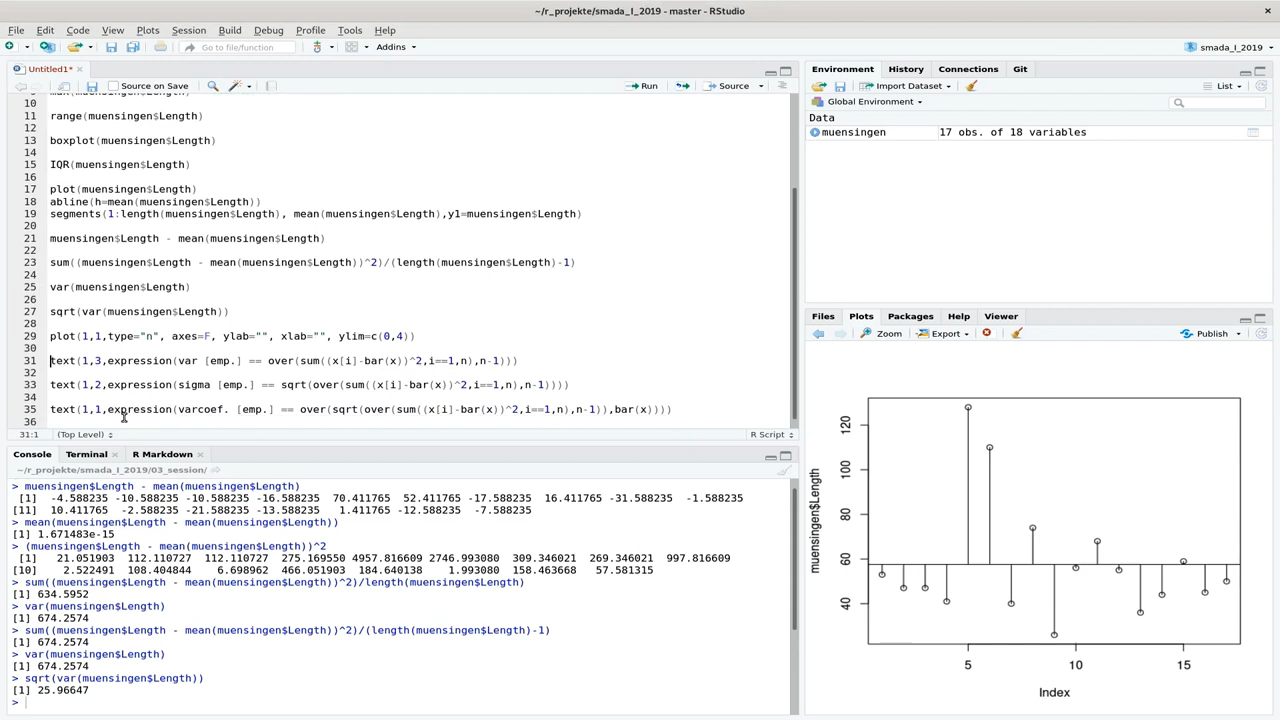 ~/r_projekte/smada_I_2019 - master - RStudio
File Edit Code View Plots Session Build Debug Profile Tools Help
Go to file/function Addins smada_I_2019
Untitled1*
Source on Save Run Source
10 max(muensingen$Length)
11 range(muensingen$Length)
12
13 boxplot(muensingen$Length)
14
15 IQR(muensingen$Length)
16
17 plot(muensingen$Length)
18 abline(h=mean(muensingen$Length))
19 segments(1:length(muensingen$Length), mean(muensingen$Length),y1=muensingen$Length)
20
21 muensingen$Length - mean(muensingen$Length)
22
23 sum((muensingen$Length - mean(muensingen$Length))^2)/(length(muensingen$Length)-1)
24
25 var(muensingen$Length)
26
27 sqrt(var(muensingen$Length))
28
29 plot(1,1,type="n", axes=F, ylab="", xlab="", ylim=c(0,4))
30
31 text(1,3,expression(var [emp.] == over(sum((x[i]-bar(x))^2,i==1,n),n-1)))
32
33 text(1,2,expression(sigma [emp.] == sqrt(over(sum((x[i]-bar(x))^2,i==1,n),n-1))))
34
35 text(1,1,expression(varcoef. [emp.] == over(sqrt(over(sum((x[i]-bar(x))^2,i==1,n),n-1)),bar(x))))
36
31:1 (Top Level) R Script
Console Terminal R Markdown
~/r_projekte/smada_I_2019/03_session/
> muensingen$Length - mean(muensingen$Length)
[1] -4.588235 -10.588235 -10.588235 -16.588235 70.411765 52.411765 -17.588235 16.411765 -31.588235 -1.588235
[11] 10.411765 -2.588235 -21.588235 -13.588235 1.411765 -12.588235 -7.588235
> mean(muensingen$Length - mean(muensingen$Length))
[1] 1.671483e-15
> (muensingen$Length - mean(muensingen$Length))^2
[1] 21.051903 112.110727 112.110727 275.169550 4957.816609 2746.993080 309.346021 269.346021 997.816609
[10] 2.522491 108.404844 6.698962 466.051903 184.640138 1.993080 158.463668 57.581315
> sum((muensingen$Length - mean(muensingen$Length))^2)/length(muensingen$Length)
[1] 634.5952
> var(muensingen$Length)
[1] 674.2574
> sum((muensingen$Length - mean(muensingen$Length))^2)/(length(muensingen$Length)-1)
[1] 674.2574
> var(muensingen$Length)
[1] 674.2574
> sqrt(var(muensingen$Length))
[1] 25.96647
>
Environment History Connections Git
Import Dataset List
Global Environment
Data
muensingen 17 obs. of 18 variables
Files Plots Packages Help Viewer
Zoom Export Publish
muensingen$Length
120
100
80
60
40
5 10 15
Index